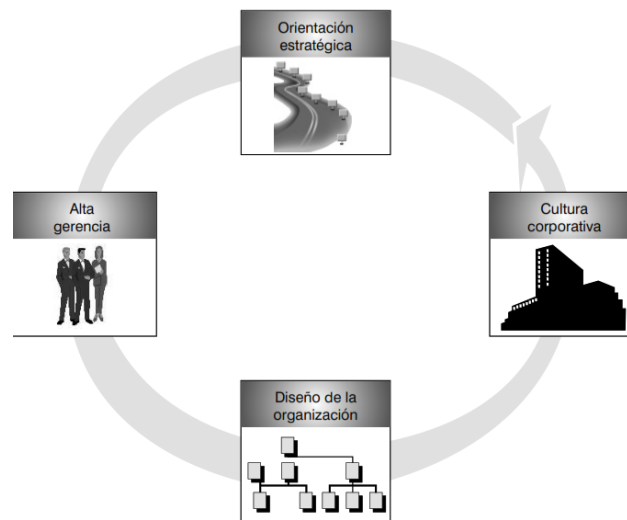 Orientación
estratégica
Alta
gerencia
Cultura
corporativa
Diseño de la
organización